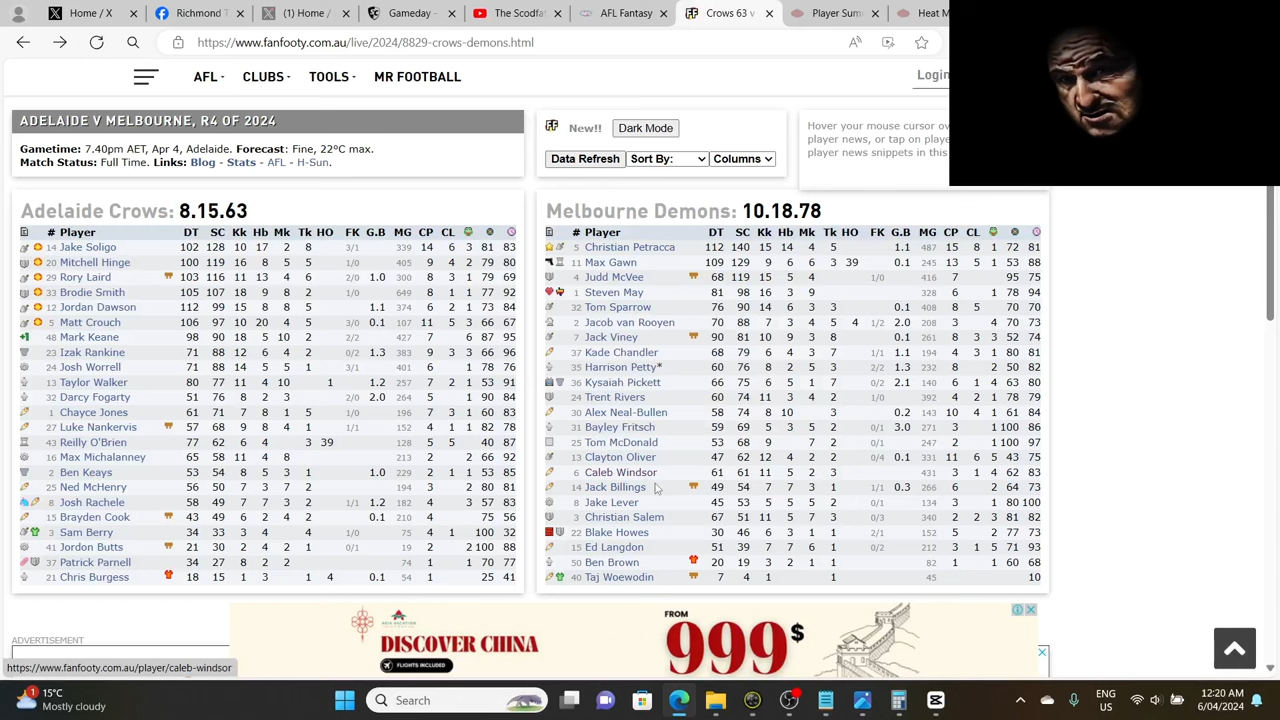 Home / X
Richmond T
(1) Home /
Gameday -
The Scodfa
AFL Fantasy
Crows 63 v
Player Sum
Heat M
https://www.fanfooty.com.au/live/2024/8829-crows-demons.html
AFL CLUBS TOOLS MR FOOTBALL Login
ADELAIDE V MELBOURNE, R4 OF 2024
Gametime: 7.40pm AET, Apr 4, Adelaide. Forecast: Fine, 22°C max.
Match Status: Full Time. Links: Blog - Stats - AFL - H-Sun.
New!! Dark Mode
Data Refresh Sort By: Columns
Hover your mouse cursor ov
player news, or tap on playe
player news snippets in this
Adelaide Crows: 8.15.63
# Player DT SC Kk Hb Mk Tk HO FK G.B MG CP CL
14 Jake Soligo 102 128 10 17 2 8 3/1 339 14 6 3 81 83
20 Mitchell Hinge 100 119 16 8 5 5 1/0 405 9 4 2 79 80
29 Rory Laird 103 116 11 13 4 6 2/0 1.0 300 8 3 1 79 69
33 Brodie Smith 105 107 18 9 8 2 1/0 649 8 1 1 77 92
12 Jordan Dawson 112 99 15 8 8 5 1.1 374 6 2 1 73 84
5 Matt Crouch 106 97 10 20 4 5 3/0 0.1 107 11 5 3 66 67
48 Mark Keane 98 90 18 5 10 2/2 427 7 6 87 95
23 Izak Rankine 71 88 12 6 4 2 0/2 1.3 383 9 3 3 66 96
24 Josh Worrell 71 88 14 5 5 1 3/1 401 6 1 78 76
13 Taylor Walker 80 77 11 4 10 1 1.2 257 7 2 1 53 91
32 Darcy Fogarty 51 76 8 2 3 2/0 2.0 264 5 1 90 84
1 Chayce Jones 61 71 7 8 1 5 1/0 196 7 3 1 60 83
27 Luke Nankervis 57 68 9 8 4 1 1/1 152 4 1 1 82 78
43 Reilly O'Brien 77 62 6 4 3 39 128 5 5 40 87
16 Max Michalanney 65 58 11 4 8 213 2 2 66 92
2 Ben Keays 53 54 8 5 3 1 1.0 229 2 1 1 53 85
25 Ned McHenry 56 50 7 7 3 1 194 3 2 80 81
8 Josh Rachele 58 49 7 7 3 2 1/1 1.2 182 4 3 57 83
15 Brayden Cook 43 49 6 2 4 2 0.1 210 4 75 56
3 Sam Berry 34 33 3 4 5 1/0 75 4 1 100 32
41 Jordon Butts 21 30 2 4 2 1 0/1 19 2 2 100 88
37 Patrick Parnell 34 27 8 2 2 111 1 1 70 77
21 Chris Burgess 18 15 1 3 1 4 0.1 54 1 25 41
Melbourne Demons: 10.18.78
# Player DT SC Kk Hb Mk Tk HO FK G.B MG CP CL
5 Christian Petracca 112 140 15 14 4 5 1.1 487 15 8 1 72 81
11 Max Gawn 109 129 9 6 6 3 39 0.1 245 13 5 1 53 88
4 Judd McVee 68 119 15 5 4 1/0 416 7 95 75
1 Steven May 81 98 16 3 9 328 6 1 78 94
32 Tom Sparrow 76 90 14 6 3 3 0.1 408 8 5 70 70
2 Jacob van Rooyen 70 88 7 3 4 5 4 1/2 2.0 208 3 4 70 73
7 Jack Viney 90 81 10 9 3 8 0.1 261 8 3 3 52 74
37 Kade Chandler 68 79 6 4 3 7 1/1 1.1 194 4 3 1 80 81
35 Harrison Petty* 60 76 8 2 5 3 2/2 1.3 232 8 2 50 82
36 Kysaiah Pickett 66 75 6 5 1 7 0/2 2.1 140 6 1 4 63 80
24 Trent Rivers 60 74 11 3 2 4 1/0 392 4 2 1 78 79
30 Alex Neal-Bullen 58 74 8 10 3 0.2 143 10 4 1 61 84
31 Bayley Fritsch 59 69 5 3 5 2 0/1 3.0 271 2 1 100 86
25 Tom McDonald 53 68 9 7 2 0/1 247 2 1 100 97
13 Clayton Oliver 47 62 12 4 2 2 0/4 0.1 331 11 6 5 43 75
6 Caleb Windsor 61 61 11 5 2 3 431 3 1 4 62 83
14 Jack Billings 49 54 7 7 3 1 1/1 0.3 266 6 2 64 73
8 Jake Lever 45 53 5 5 5 2 0/1 134 3 1 80 100
3 Christian Salem 67 51 11 5 7 3 0/3 340 2 2 3 81 82
22 Blake Howes 30 46 6 3 1 1 2/1 152 5 2 77 73
15 Ed Langdon 51 39 7 7 6 1 0/2 212 3 1 5 71 93
50 Ben Brown 20 19 3 2 1 1 82 1 1 60 68
40 Taj Woewodin 7 4 1 1 45 10
ADVERTISEMENT
ASIA VACATION
DISCOVER CHINA
FLIGHTS INCLUDED
FROM
999$
https://www.fanfooty.com.au/player/caleb-windsor
1
15°C
Mostly cloudy
Search
ENG
US
12:20 AM
6/04/2024